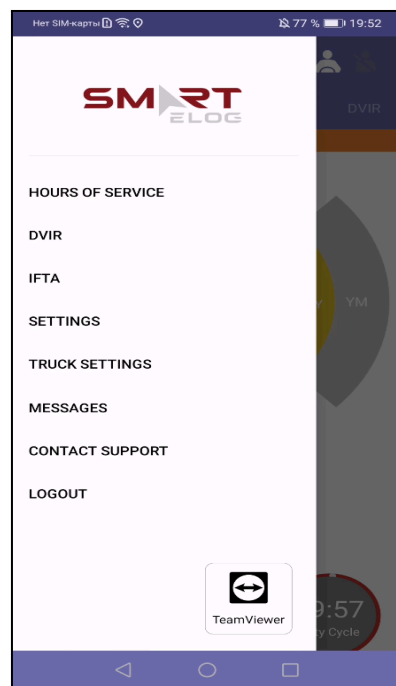 Нет SIM-карты 77 % 19:52
SMART
ELOG
DVIR
HOURS OF SERVICE
DVIR
IFTA
SETTINGS
YM
TRUCK SETTINGS
MESSAGES
CONTACT SUPPORT
LOGOUT
TeamViewer
9:57
Cycle